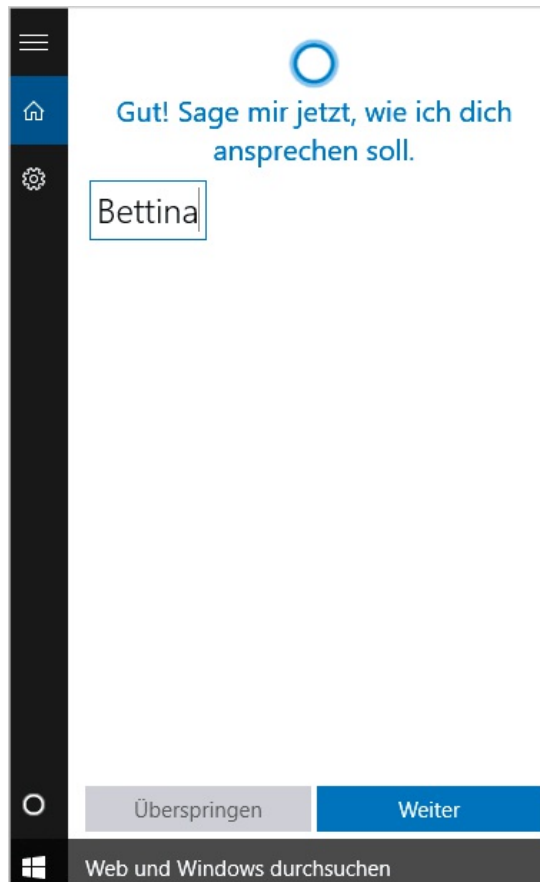 Gut! Sage mir jetzt, wie ich dich
ansprechen soll.
Bettina
Überspringen
Weiter
Web und Windows durchsuchen